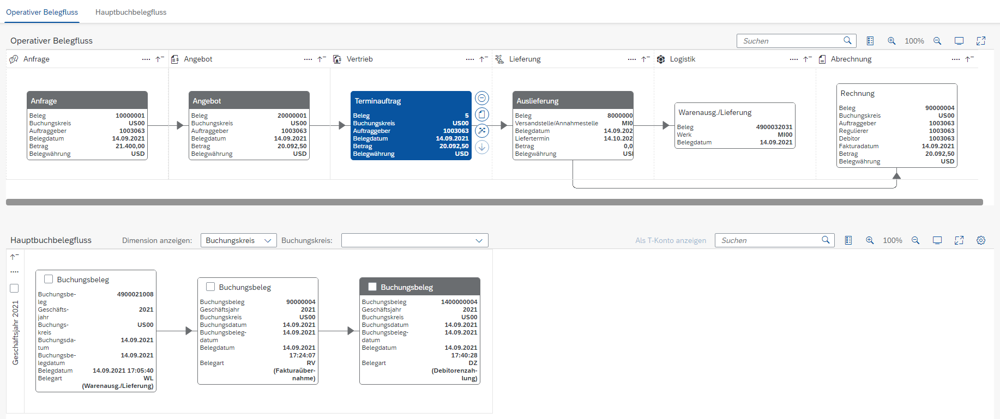 Operativer Belegfluss
Hauptbuchbelegfluss
Operativer Belegfluss
Suchen
100%
Anfrage
Angebot
Vertrieb
Lieferung
Logistik
Abrechnung
Anfrage
Beleg 10000001
Buchungskreis US00
Auftraggeber 1003063
Belegdatum 14.09.2021
Betrag 21.400,00
Belegwährung USD
Angebot
Beleg 20000001
Buchungskreis US00
Auftraggeber 1003063
Belegdatum 14.09.2021
Betrag 20.092,50
Belegwährung USD
Terminauftrag
Beleg 5
Buchungskreis US00
Auftraggeber 1003063
Belegdatum 14.09.2021
Betrag 20.092,50
Belegwährung USD
Auslieferung
Beleg 8000000
Versandstelle/Annahmestelle MI0
Belegdatum 14.09.202
Liefertermin 14.10.202
Betrag 0,0
Belegwährung US
Warenausg./Lieferung
Beleg 4900032031
Werk MI00
Belegdatum 14.09.2021
Rechnung
Beleg 90000004
Buchungskreis US00
Auftraggeber 1003063
Regulierer 1003063
Debitor 1003063
Fakturadatum 14.09.2021
Betrag 20.092,50
Belegwährung USD
Hauptbuchbelegfluss
Dimension anzeigen: Buchungskreis
Buchungskreis:
Als T-Konto anzeigen
Suchen
100%
Geschäftsjahr 2021
Buchungsbeleg
Buchungsbe- 4900021008
leg
Geschäfts- 2021
jahr
Buchungs- US00
kreis
Buchungsda- 14.09.2021
tum
Buchungsbe- 14.09.2021
legdatum
Belegdatum 14.09.2021 17:05:40
Belegart WL
(Warenausg./Lieferung)
Buchungsbeleg
Buchungsbeleg 90000004
Geschäftsjahr 2021
Buchungskreis US00
Buchungsdatum 14.09.2021
Buchungsbeleg- 14.09.2021
datum
Belegdatum 14.09.2021
17:24:07
Belegart RV
(Fakturaüber-
nahme)
Buchungsbeleg
Buchungsbeleg 1400000004
Geschäftsjahr 2021
Buchungskreis US00
Buchungsdatum 14.09.2021
Buchungsbeleg- 14.09.2021
datum
Belegdatum 14.09.2021
17:40:28
Belegart DZ
(Debitorenzah-
lung)